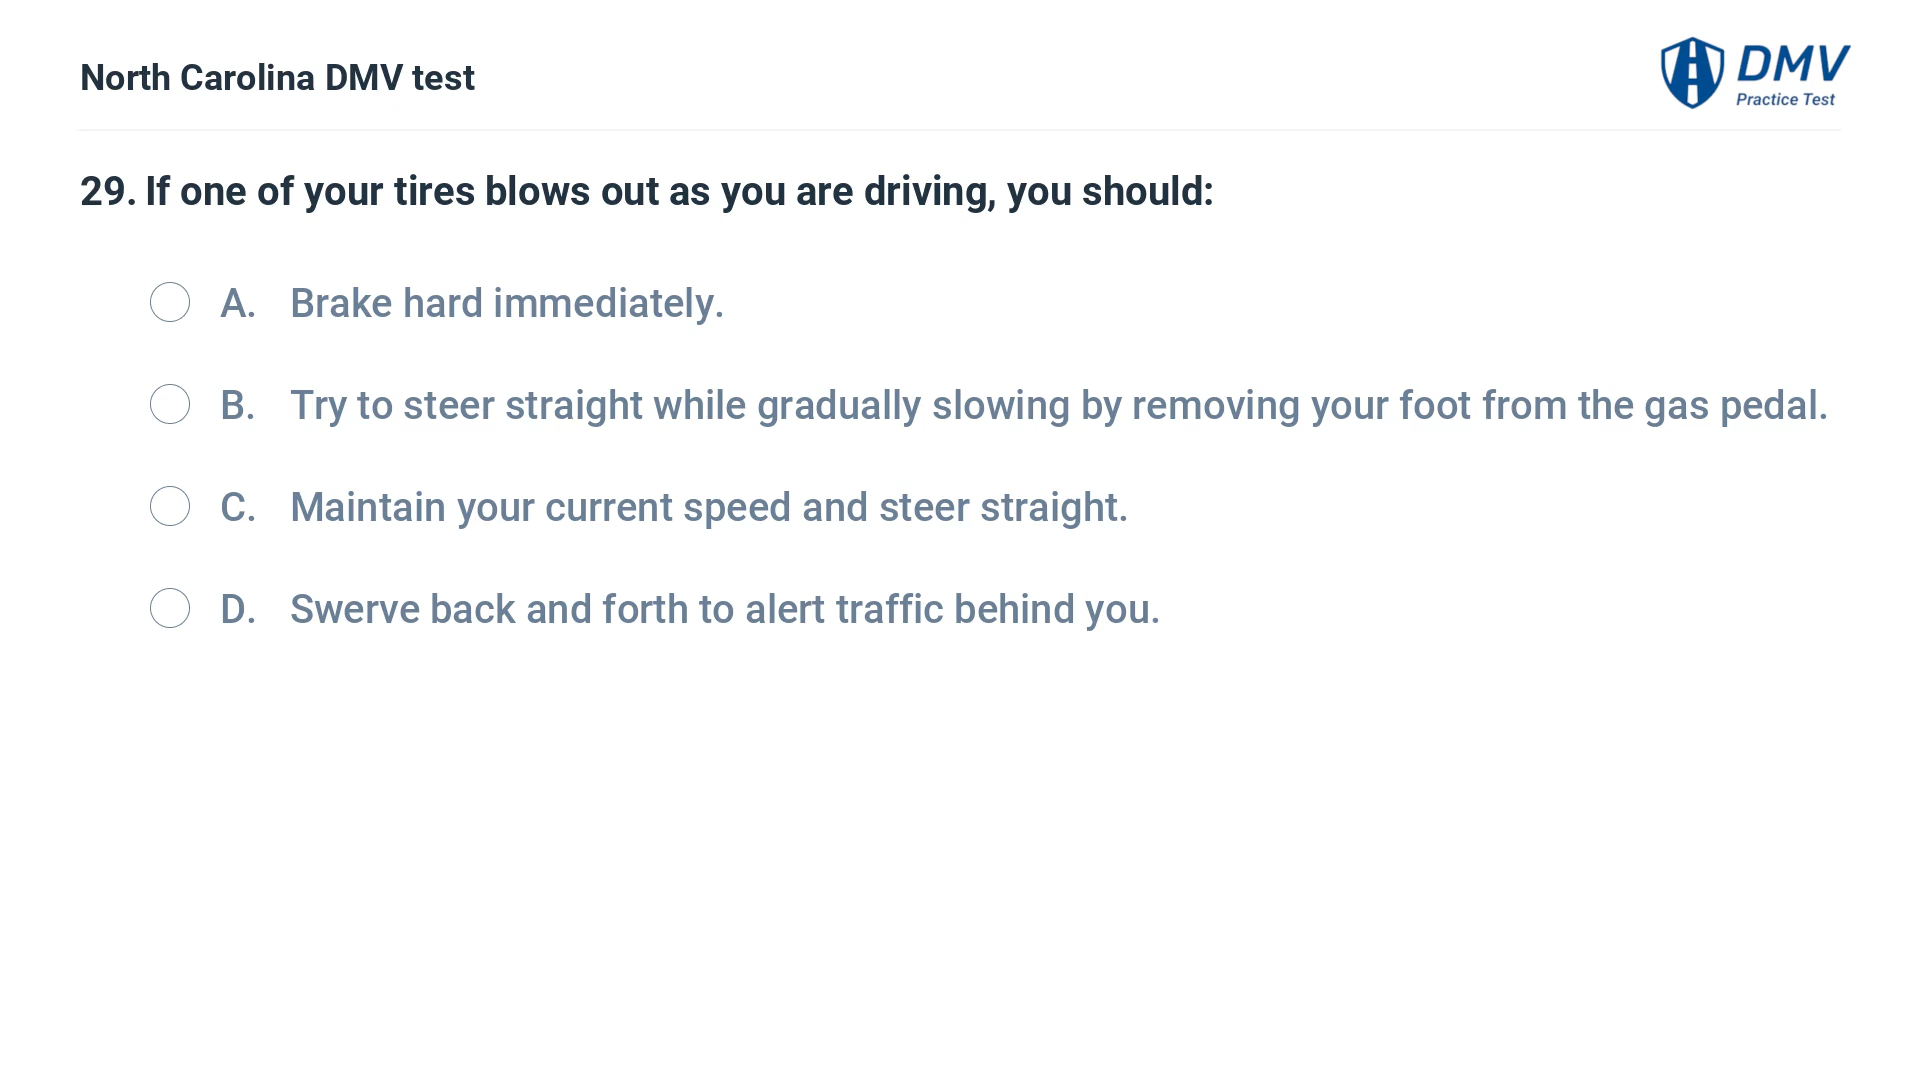 North Carolina DMV test
DMV
Practice Test
29. If one of your tires blows out as you are driving, you should:
A. Brake hard immediately.
B. Try to steer straight while gradually slowing by removing your foot from the gas pedal.
C. Maintain your current speed and steer straight.
D. Swerve back and forth to alert traffic behind you.